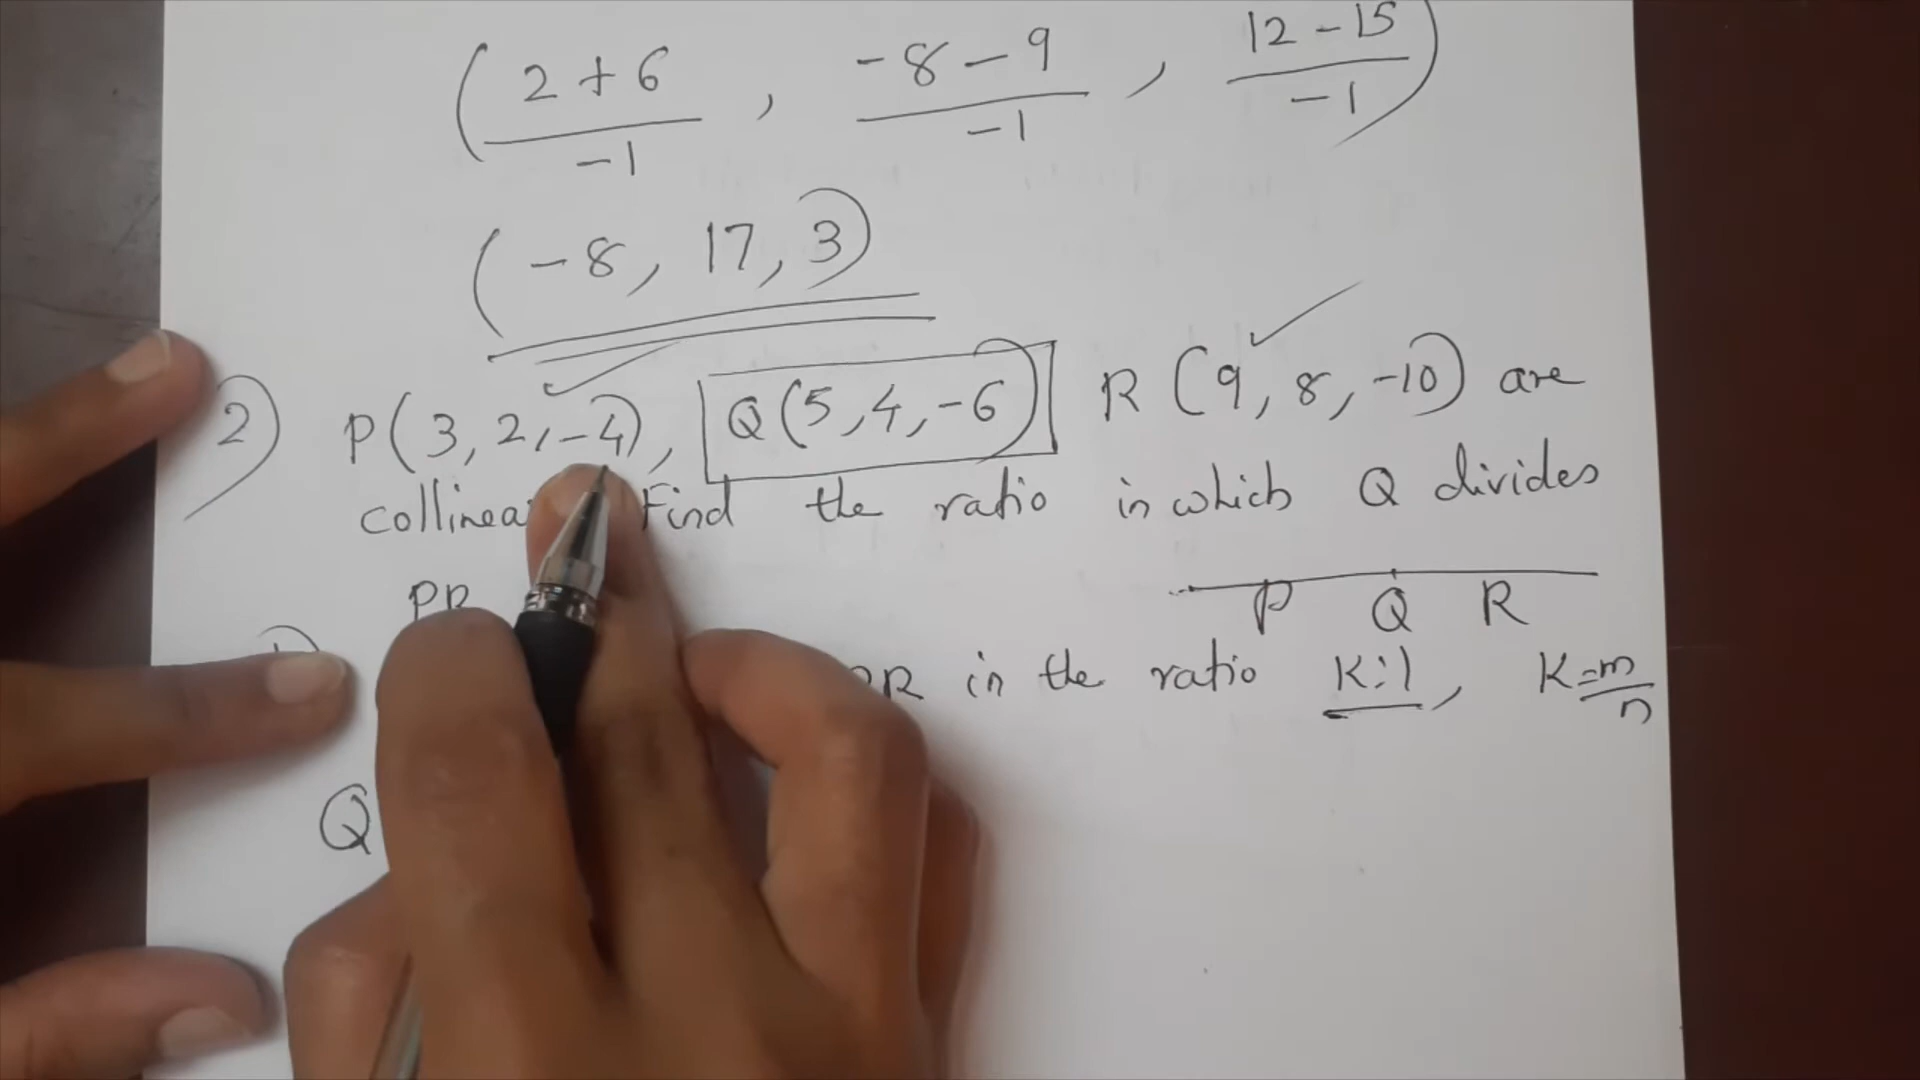 (2+6/-1, -8-9/-1, 12-15/-1)
(-8, 17, 3)
2) P(3, 2, -4), Q(5, 4, -6) R(9, 8, -10) are
Find the ratio in which Q divides
PR
P Q R
in the ratio K:1, K=m/n
Q